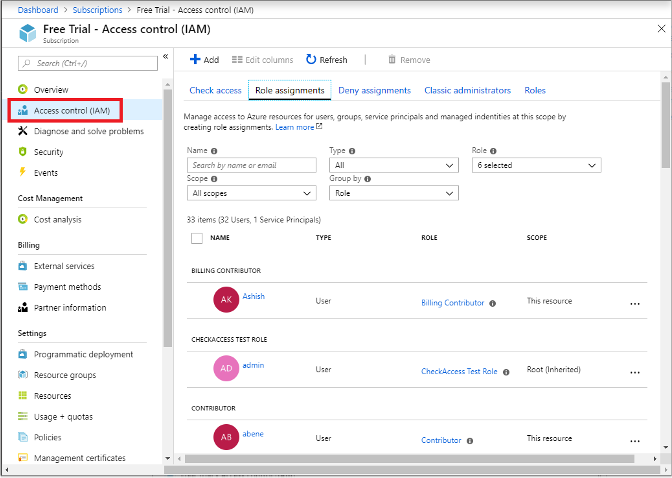 Dashboard > Subscriptions > Free Trial - Access control (IAM)
Free Trial - Access control (IAM)
Subscription
Search (Ctrl+/)
Overview
Access control (IAM)
Diagnose and solve problems
Security
Events
Cost Management
Cost analysis
Billing
External services
Payment methods
Partner information
Settings
Programmatic deployment
Resource groups
Resources
Usage + quotas
Policies
Management certificates
Add Edit columns Refresh Remove
Check access Role assignments Deny assignments Classic administrators Roles
Manage access to Azure resources for users, groups, service principals and managed indentities at this scope by
creating role assignments. Learn more
Name Type Role
Search by name or email All 6 selected
Scope Group by
All scopes Role
33 items (32 Users, 1 Service Principals)
NAME TYPE ROLE SCOPE
BILLING CONTRIBUTOR
AK Ashish User Billing Contributor This resource
CHECKACCESS TEST ROLE
AD admin User CheckAccess Test Role Root (Inherited)
CONTRIBUTOR
AB abene User Contributor This resource